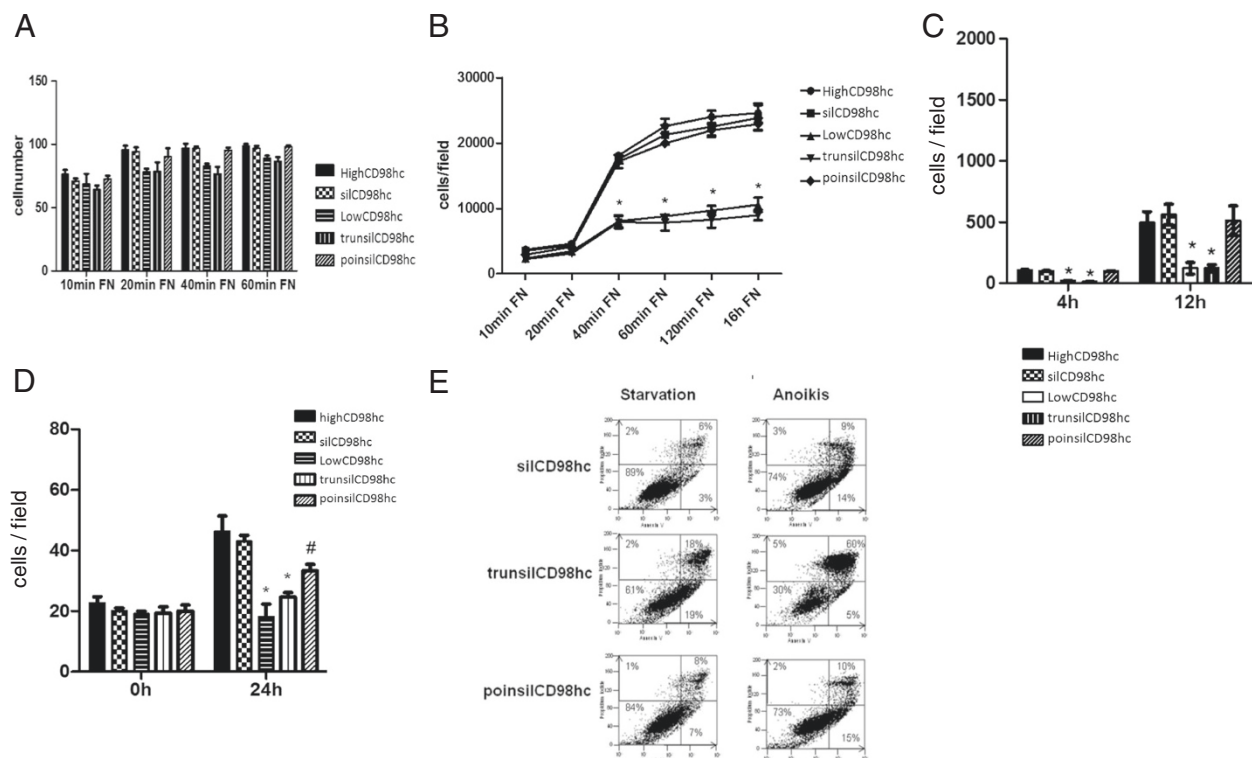 A
150
100
50
0
cellnumber
10min FN 20min FN 40min FN 60min FN
HighCD98hc
silCD98hc
LowCD98hc
trunsilCD98hc
poinsilCD98hc
B
30000
20000
10000
0
cells/field
* * * *
10min FN
20min FN
40min FN
60min FN
120min FN
16h FN
HighCD98hc
silCD98hc
LowCD98hc
trunsilCD98hc
poinsilCD98hc
C
2000
1500
1000
500
0
cells / field
* * * *
4h 12h
HighCD98hc
silCD98hc
LowCD98hc
trunsilCD98hc
poinsilCD98hc
D
80
60
40
20
0
cells / field
* * #
0h 24h
highCD98hc
silCD98hc
LowCD98hc
trunsilCD98hc
poinsilCD98hc
E
Starvation Anoikis
silCD98hc
2% 6%
89% 3%
3% 9%
74% 14%
trunsilCD98hc
2% 18%
61% 19%
5% 60%
30% 5%
poinsilCD98hc
1% 8%
84% 7%
2% 10%
73% 15%